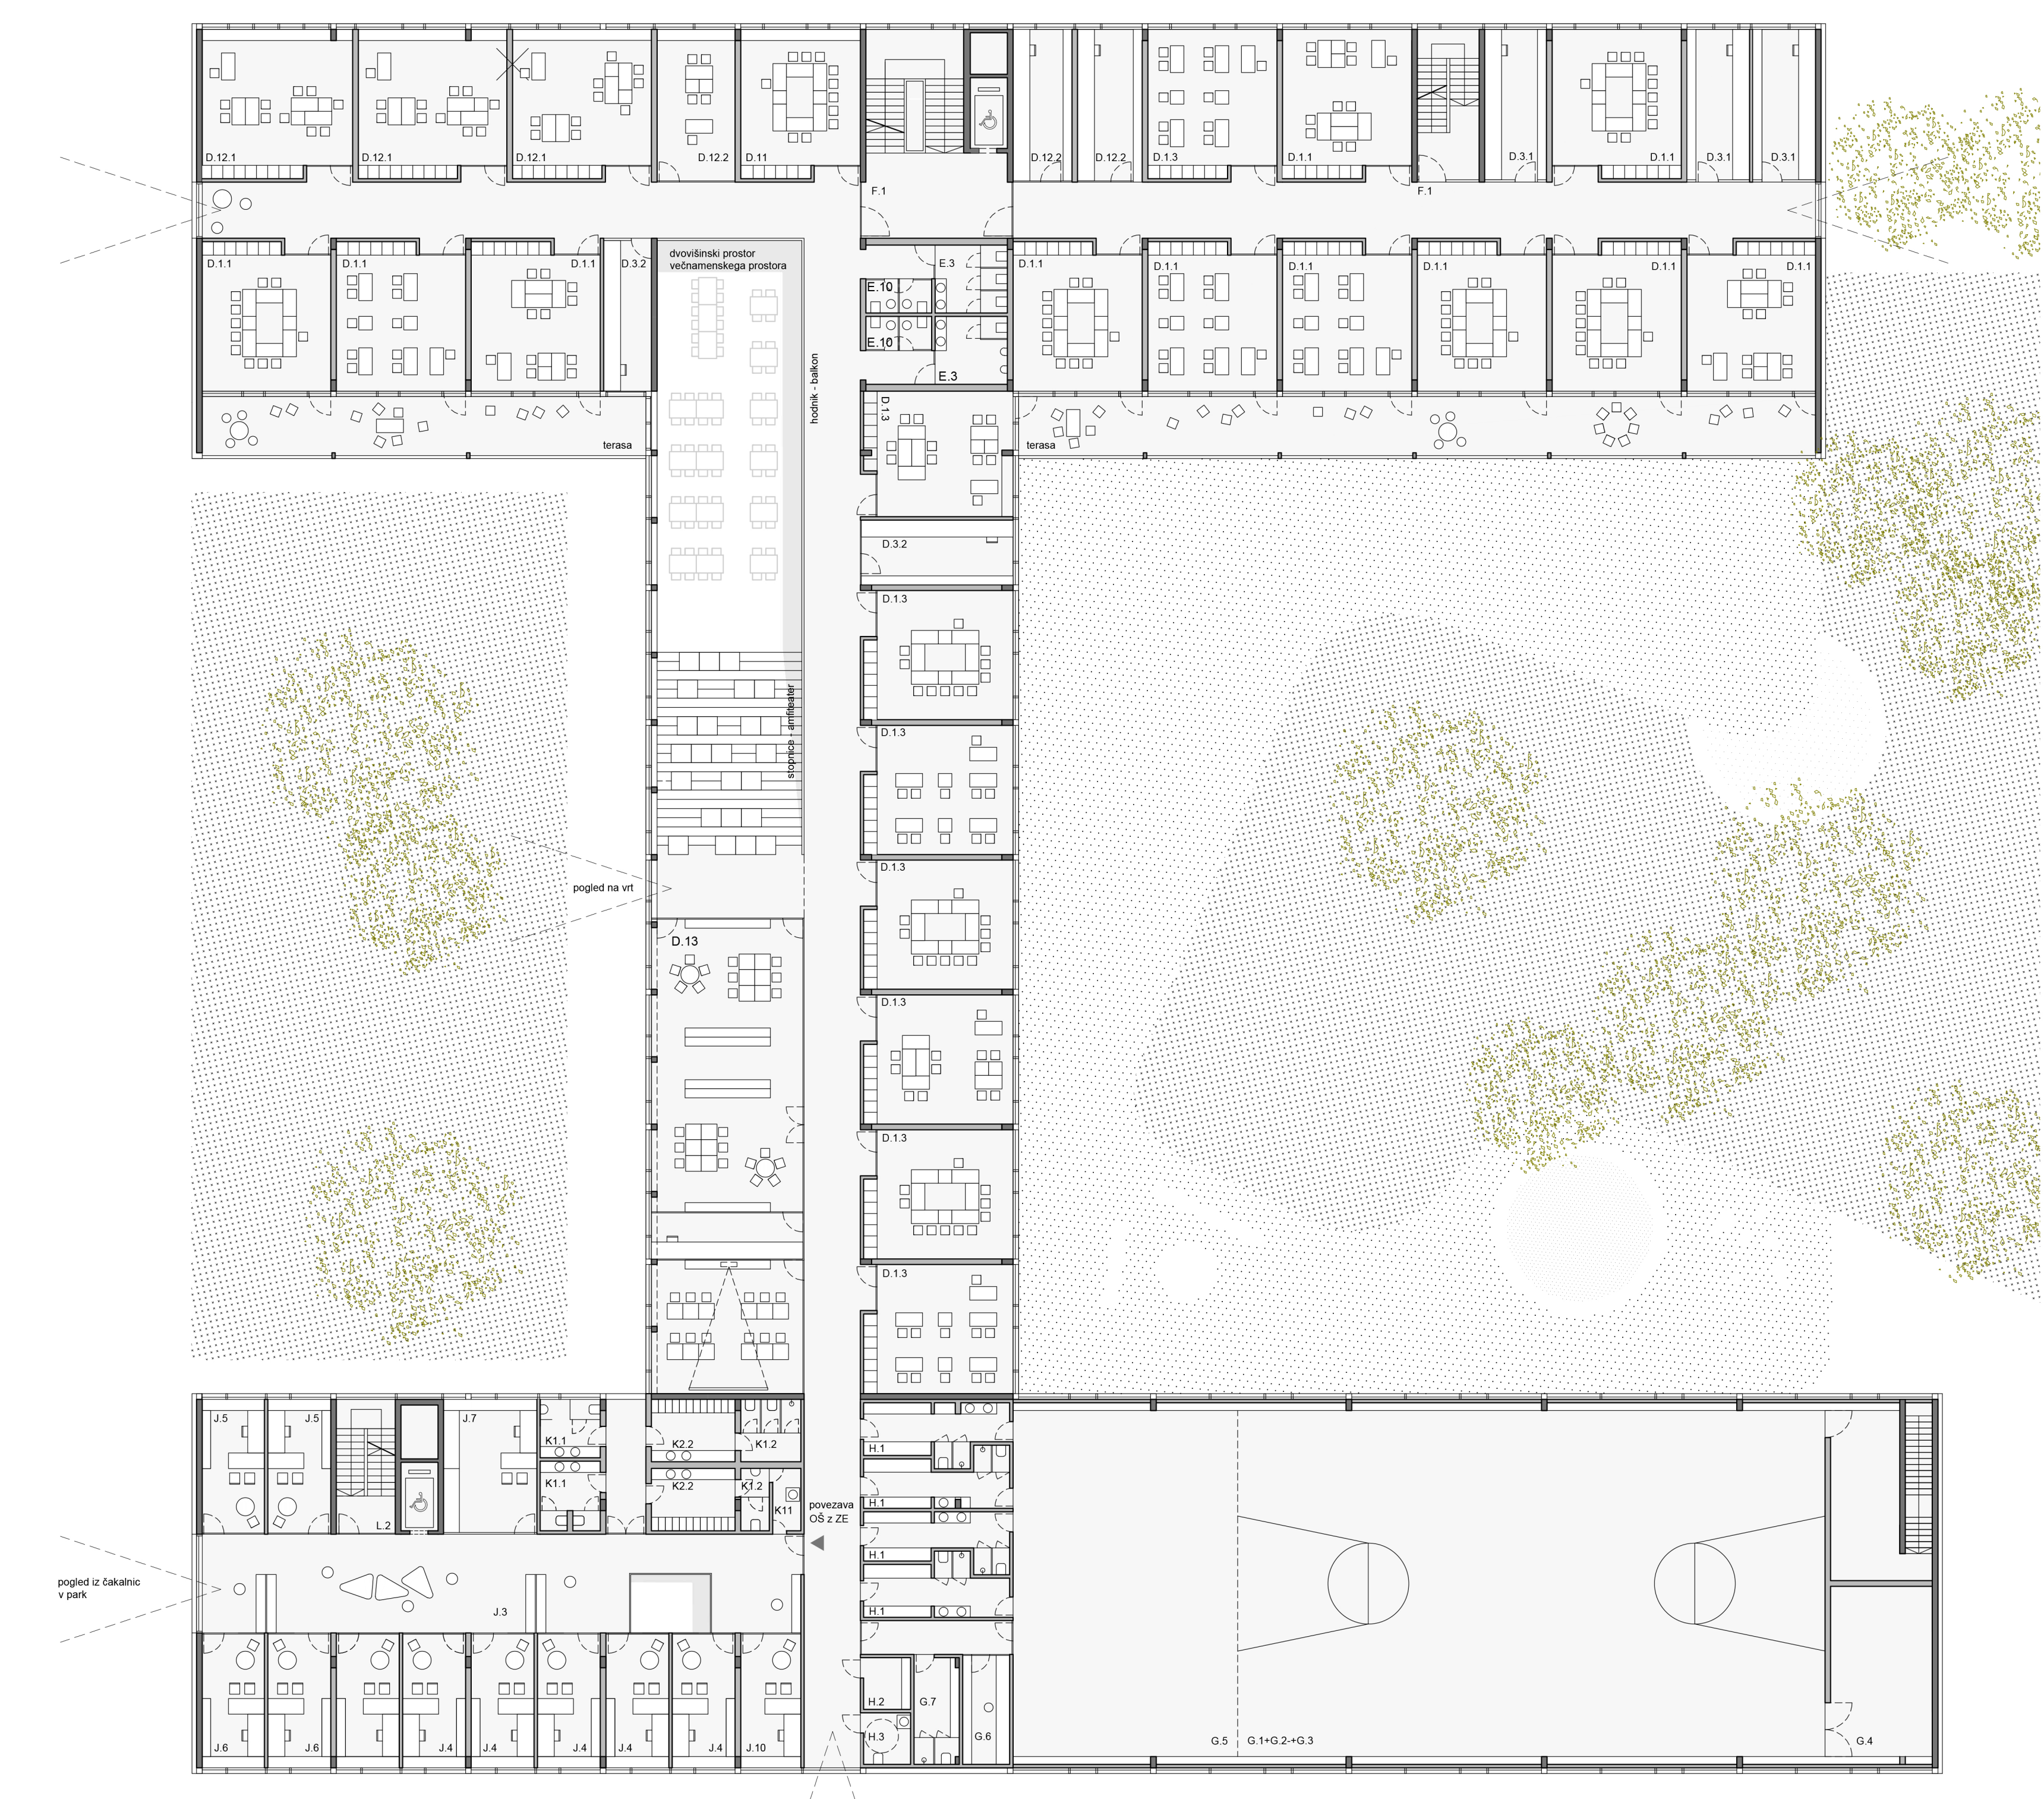 D.12.1
D.12.1
D.12.1
D.12.2
D.11
D.12.2
D.12.2
D.1.3
D.1.1
D.3.1
D.1.1
D.3.1
D.3.1
F.1
F.1
D.1.1
D.1.1
D.1.1
D.3.2
dvovišinski prostor
večnamenskega prostora
E.3
E.10
E.10
E.3
D.1.1
D.1.1
D.1.1
D.1.1
D.1.1
D.1.1
hodnik - balkon
D.1.3
terasa
terasa
D.3.2
D.1.3
stopnice - amfiteater
D.1.3
D.1.3
pogled na vrt
D.13
D.1.3
D.1.3
D.1.3
J.5
J.5
J.7
K1.1
K2.2
K1.2
H.1
K1.1
K2.2
K1.2
K11
H.1
L.2
povezava
OŠ z ZE
H.1
pogled iz čakalnic
v park
J.3
H.1
H.2
G.7
H.3
G.6
G.5
G.1+G.2-+G.3
G.4
J.6
J.6
J.4
J.4
J.4
J.4
J.4
J.10